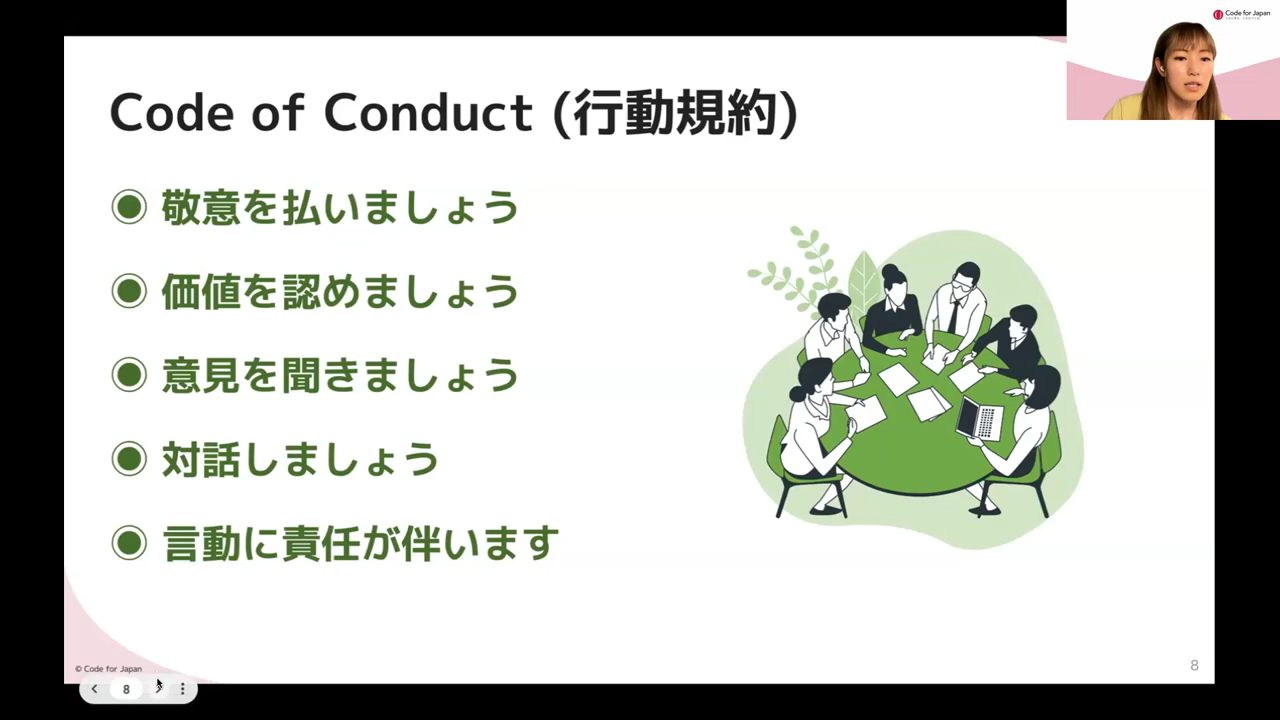 Code for Japan
Code of Conduct (行動規約)
◉ 敬意を払いましょう
◉ 価値を認めましょう
◉ 意見を聞きましょう
◉ 対話しましょう
◉ 言動に責任が伴います
© Code for Japan
8
8